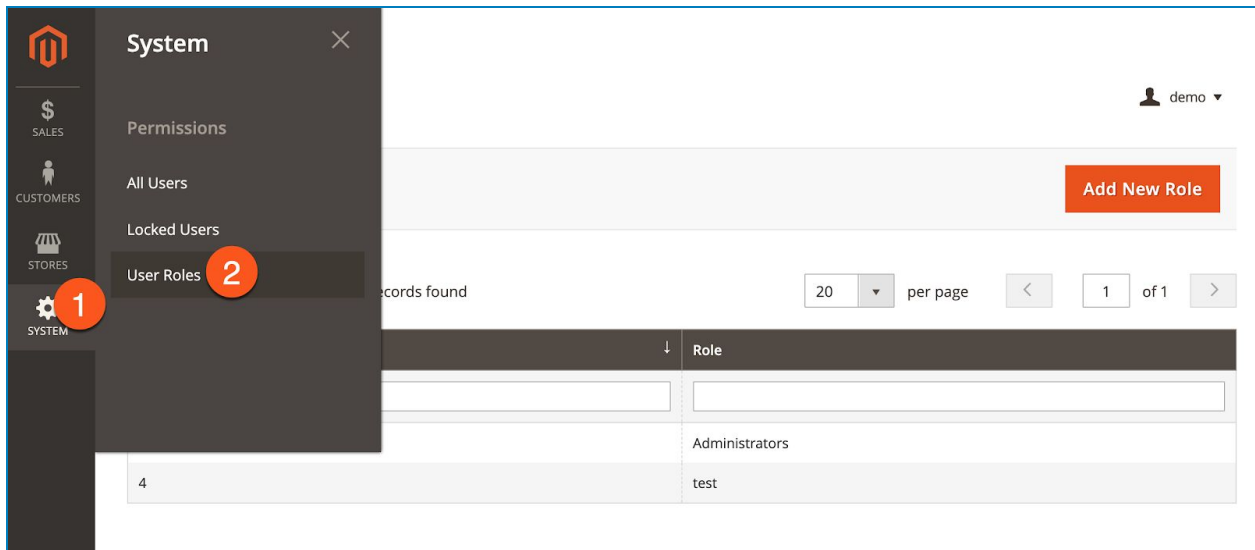 System
demo
$
SALES
Permissions
CUSTOMERS
All Users
Add New Role
Locked Users
STORES
User Roles 2
1
records found
20 per page 1 of 1
SYSTEM
↓ Role
Administrators
4 test